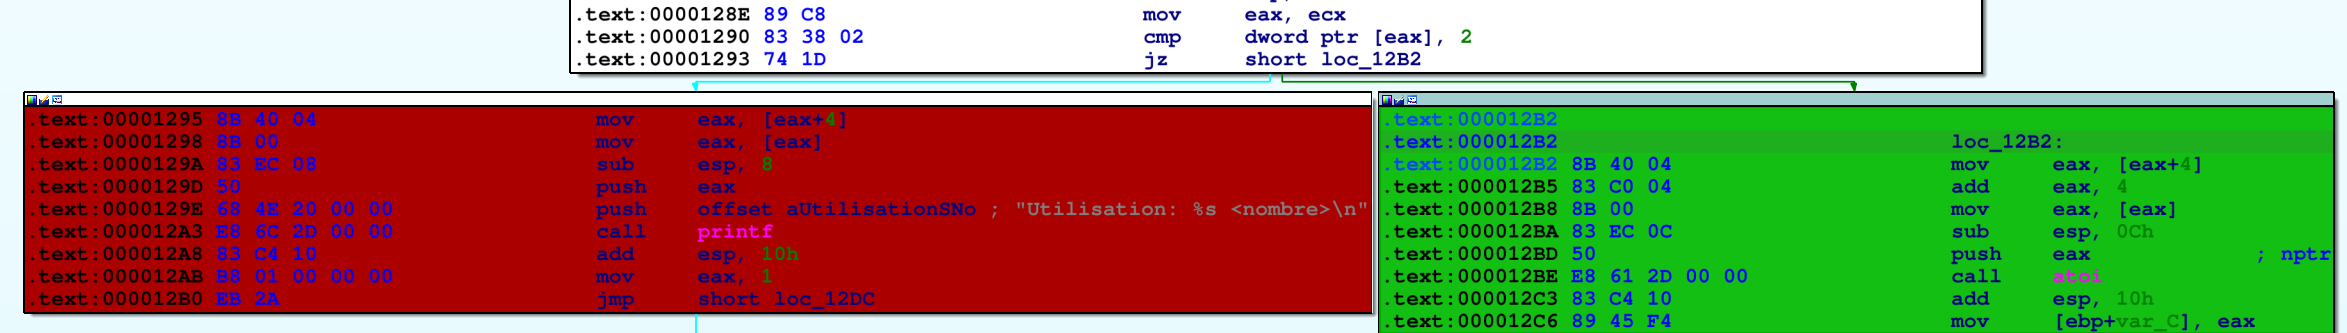 .text:0000128E 89 C8 mov eax, ecx
.text:00001290 83 38 02 cmp dword ptr [eax], 2
.text:00001293 74 1D jz short loc_12B2
.text:00001295 8B 40 04 mov eax, [eax+4]
.text:00001298 8B 00 mov eax, [eax]
.text:0000129A 83 EC 08 sub esp, 8
.text:0000129D 50 push eax
.text:0000129E 68 4E 20 00 00 push offset aUtilisationSNo ; "Utilisation: %s <nombre>\n"
.text:000012A3 E8 6C 2D 00 00 call printf
.text:000012A8 83 C4 10 add esp, 10h
.text:000012AB B8 01 00 00 00 mov eax, 1
.text:000012B0 EB 2A jmp short loc_12DC
.text:000012B2
.text:000012B2 loc_12B2:
.text:000012B2 8B 40 04 mov eax, [eax+4]
.text:000012B5 83 C0 04 add eax, 4
.text:000012B8 8B 00 mov eax, [eax]
.text:000012BA 83 EC 0C sub esp, 0Ch
.text:000012BD 50 push eax ; nptr
.text:000012BE E8 61 2D 00 00 call atoi
.text:000012C3 83 C4 10 add esp, 10h
.text:000012C6 89 45 F4 mov [ebp+var_C], eax